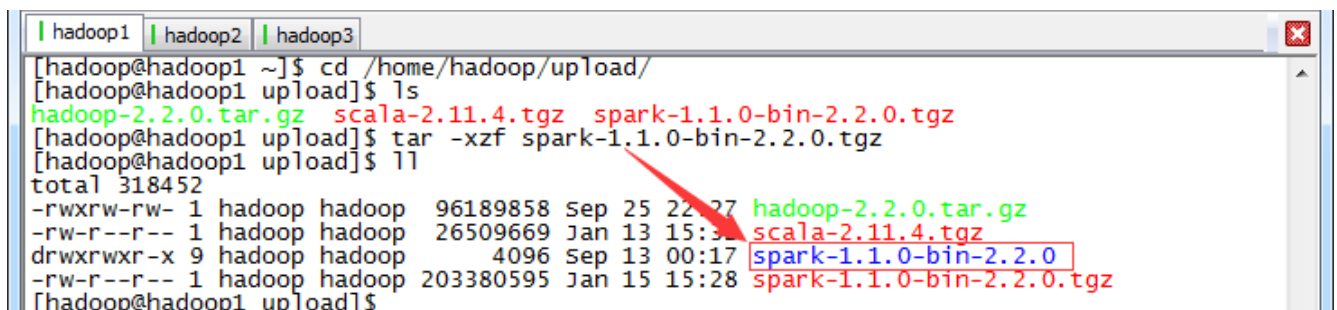 hadoop1 hadoop2 hadoop3
[hadoop@hadoop1 ~]$ cd /home/hadoop/upload/
[hadoop@hadoop1 upload]$ ls
hadoop-2.2.0.tar.gz  scala-2.11.4.tgz  spark-1.1.0-bin-2.2.0.tgz
[hadoop@hadoop1 upload]$ tar -xzf spark-1.1.0-bin-2.2.0.tgz
[hadoop@hadoop1 upload]$ ll
total 318452
-rwxrw-rw- 1 hadoop hadoop  96189858 Sep 25 22:27 hadoop-2.2.0.tar.gz
-rw-r--r-- 1 hadoop hadoop  26509669 Jan 13 scala-2.11.4.tgz
drwxrwxr-x 9 hadoop hadoop      4096 Sep 13 00:17 spark-1.1.0-bin-2.2.0
-rw-r--r-- 1 hadoop hadoop 203380595 Jan 15 15:28 spark-1.1.0-bin-2.2.0.tgz
[hadoop@hadoop1 upload]$